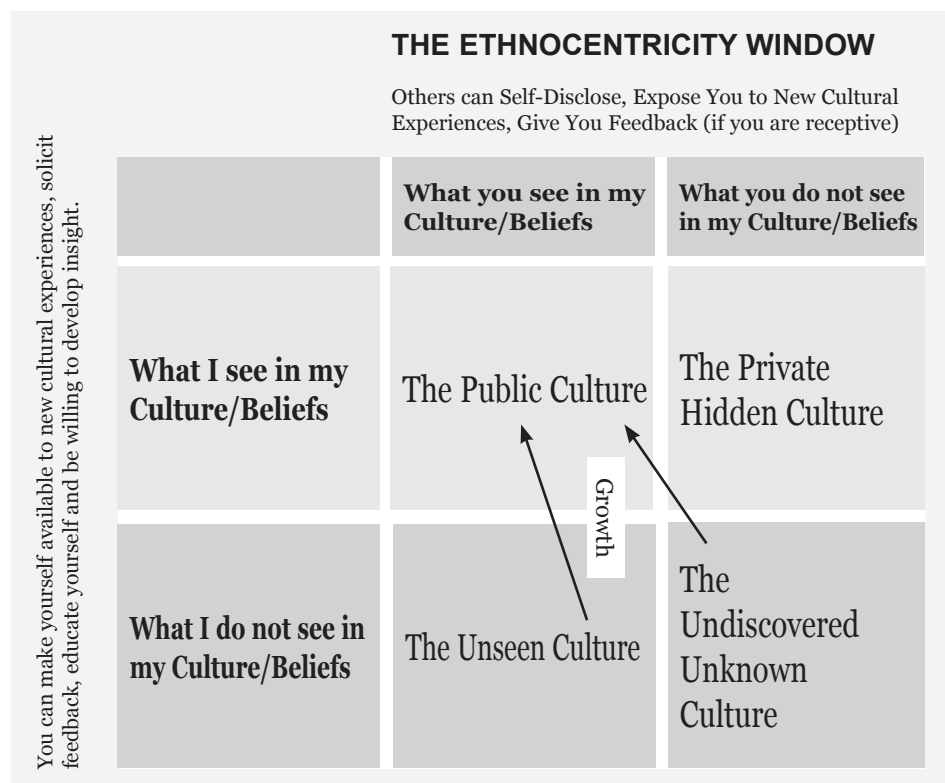 THE ETHNOCENTRICITY WINDOW
Others can Self-Disclose, Expose You to New Cultural
Experiences, Give You Feedback (if you are receptive)
You can make yourself available to new cultural experiences, solicit
feedback, educate yourself and be willing to develop insight.
What you see in my
Culture/Beliefs
What you do not see
in my Culture/Beliefs
What I see in my
Culture/Beliefs
The Public Culture
The Private
Hidden Culture
Growth
What I do not see in
my Culture/Beliefs
The Unseen Culture
The
Undiscovered
Unknown
Culture